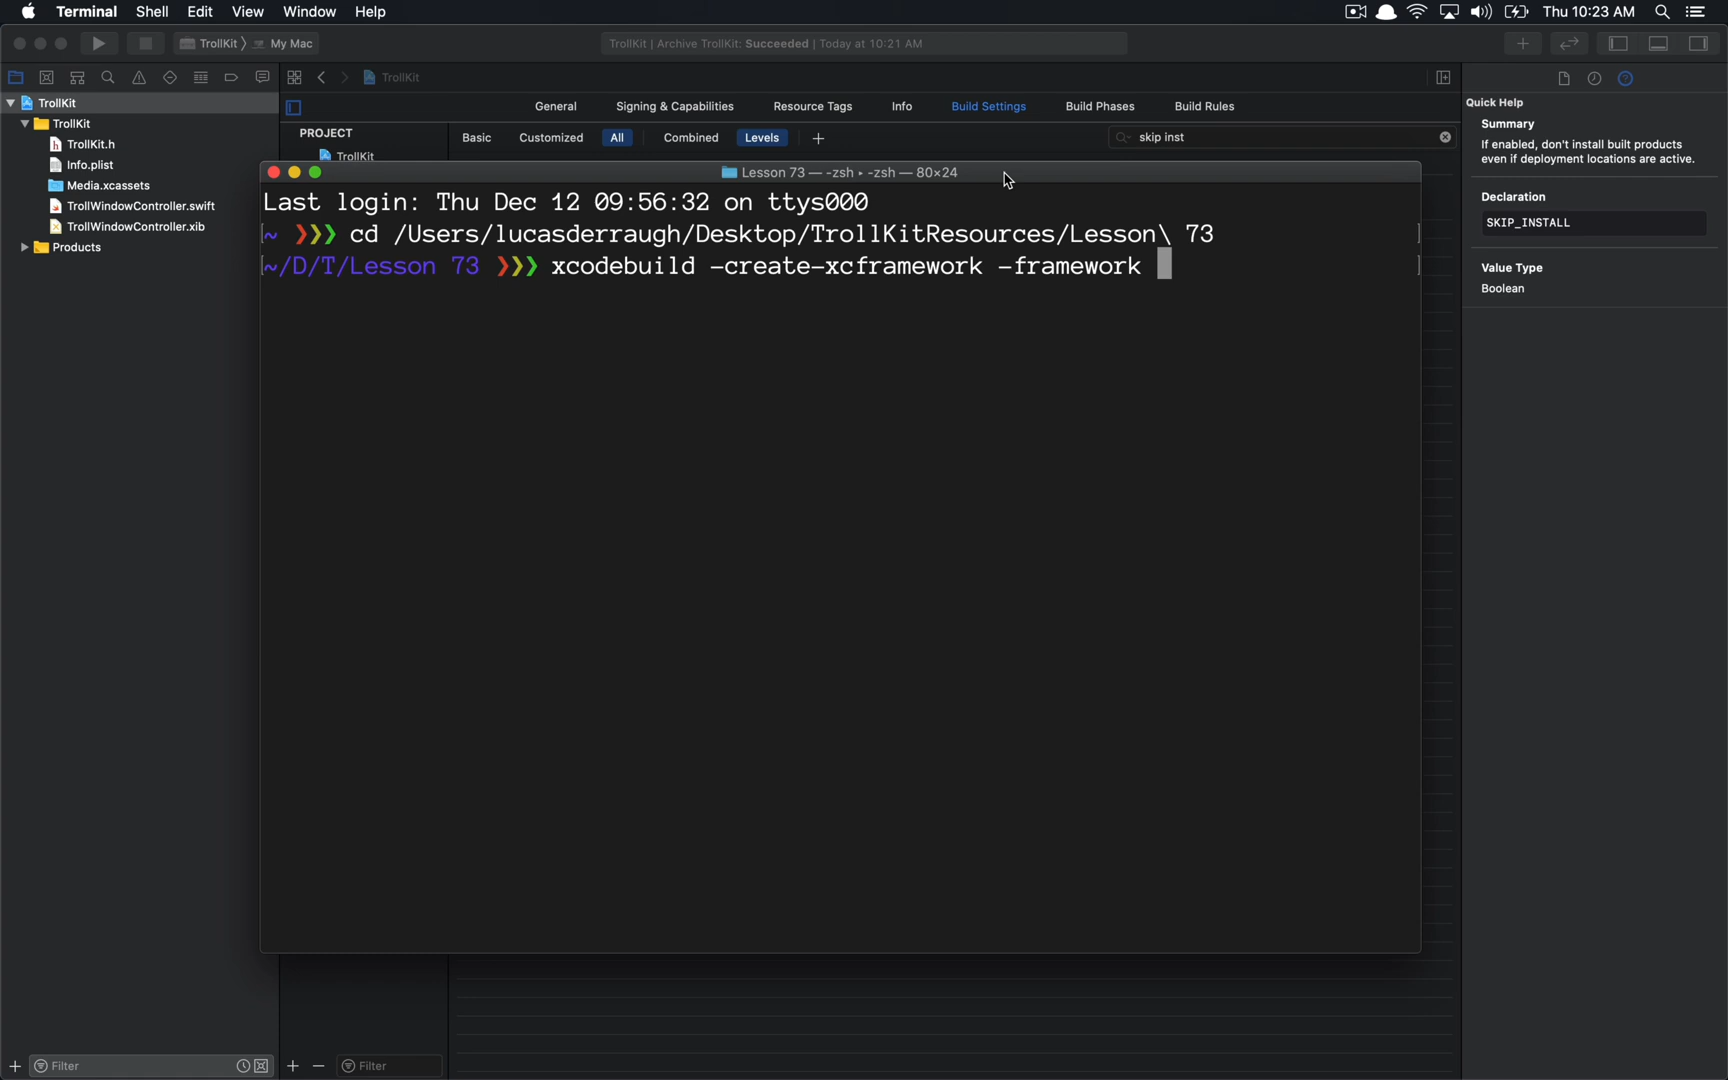 Terminal Shell Edit View Window Help Thu 10:23 AM
TrollKit My Mac TrollKit | Archive TrollKit: Succeeded | Today at 10:21 AM
TrollKit
TrollKit
TrollKit
TrollKit.h
Info.plist
Media.xcassets
TrollWindowController.swift
TrollWindowController.xib
Products
General Signing & Capabilities Resource Tags Info Build Settings Build Phases Build Rules
PROJECT
TrollKit
Basic Customized All Combined Levels + skip inst
Lesson 73 — -zsh ▸ -zsh — 80×24
Last login: Thu Dec 12 09:56:32 on ttys000
~ ❯❯❯ cd /Users/lucasderraugh/Desktop/TrollKitResources/Lesson\ 73
~/D/T/Lesson 73 ❯❯❯ xcodebuild -create-xcframework -framework
Quick Help
Summary
If enabled, don't install built products
even if deployment locations are active.
Declaration
SKIP_INSTALL
Value Type
Boolean
+ Filter
+ − Filter